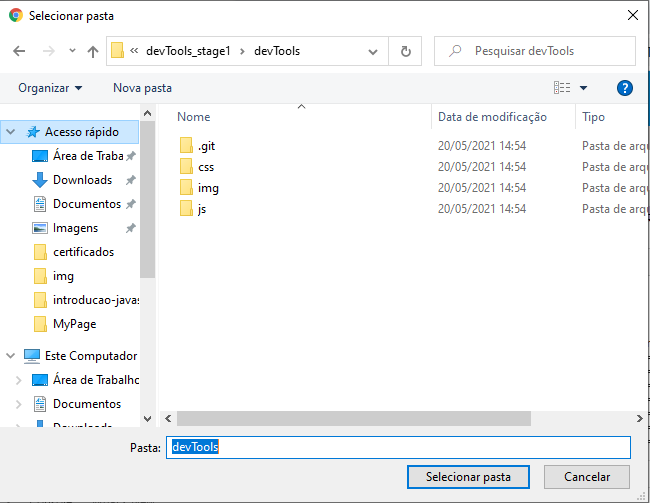 Selecionar pasta
« devTools_stage1 › devTools
Pesquisar devTools
Organizar
Nova pasta
?
Acesso rápido
Área de Traba
Downloads
Documentos
Imagens
certificados
img
introducao-javas
MyPage
Este Computador
Área de Trabalho
Documentos
Nome
Data de modificação
Tipo
.git 20/05/2021 14:54 Pasta de arqu
css 20/05/2021 14:54 Pasta de arqu
img 20/05/2021 14:54 Pasta de arqu
js 20/05/2021 14:54 Pasta de arqu
Pasta: devTools
Selecionar pasta
Cancelar